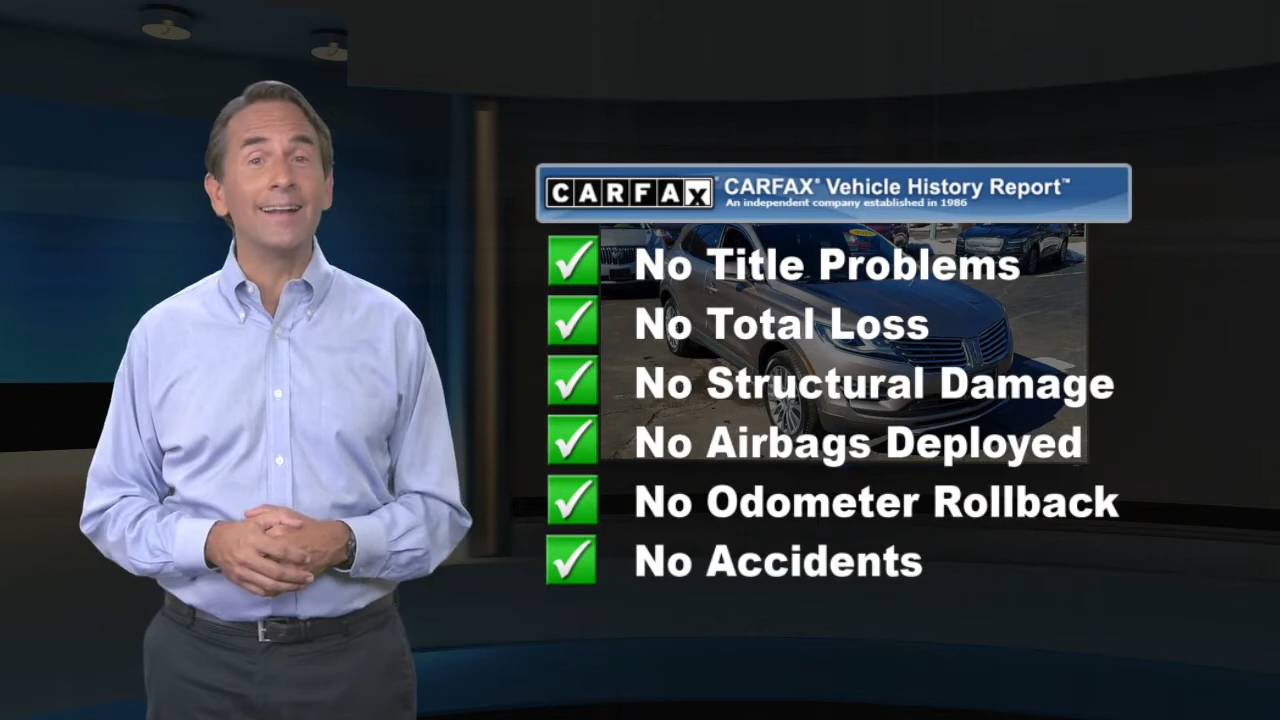 CARFAX® CARFAX® Vehicle History Report™
An independent company established in 1986
No Title Problems
No Total Loss
No Structural Damage
No Airbags Deployed
No Odometer Rollback
No Accidents